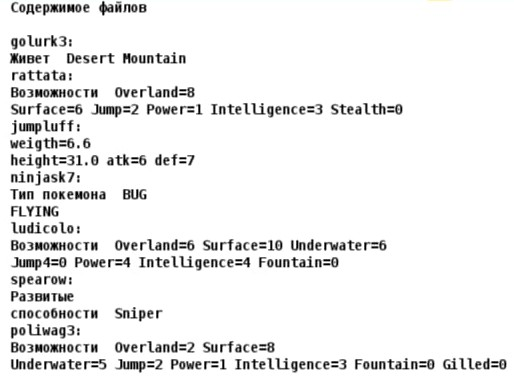 Содержимое файлов
golurk3:
Живет  Desert Mountain
rattata:
Возможности  Overland=8
Surface=6 Jump=2 Power=1 Intelligence=3 Stealth=0
jumpluff:
weigth=6.6
height=31.0 atk=6 def=7
ninjask7:
Тип покемона  BUG
FLYING
ludicolo:
Возможности  Overland=6 Surface=10 Underwater=6
Jump4=0 Power=4 Intelligence=4 Fountain=0
spearow:
Развитые
способности  Sniper
poliwag3:
Возможности  Overland=2 Surface=8
Underwater=5 Jump=2 Power=1 Intelligence=3 Fountain=0 Gilled=0